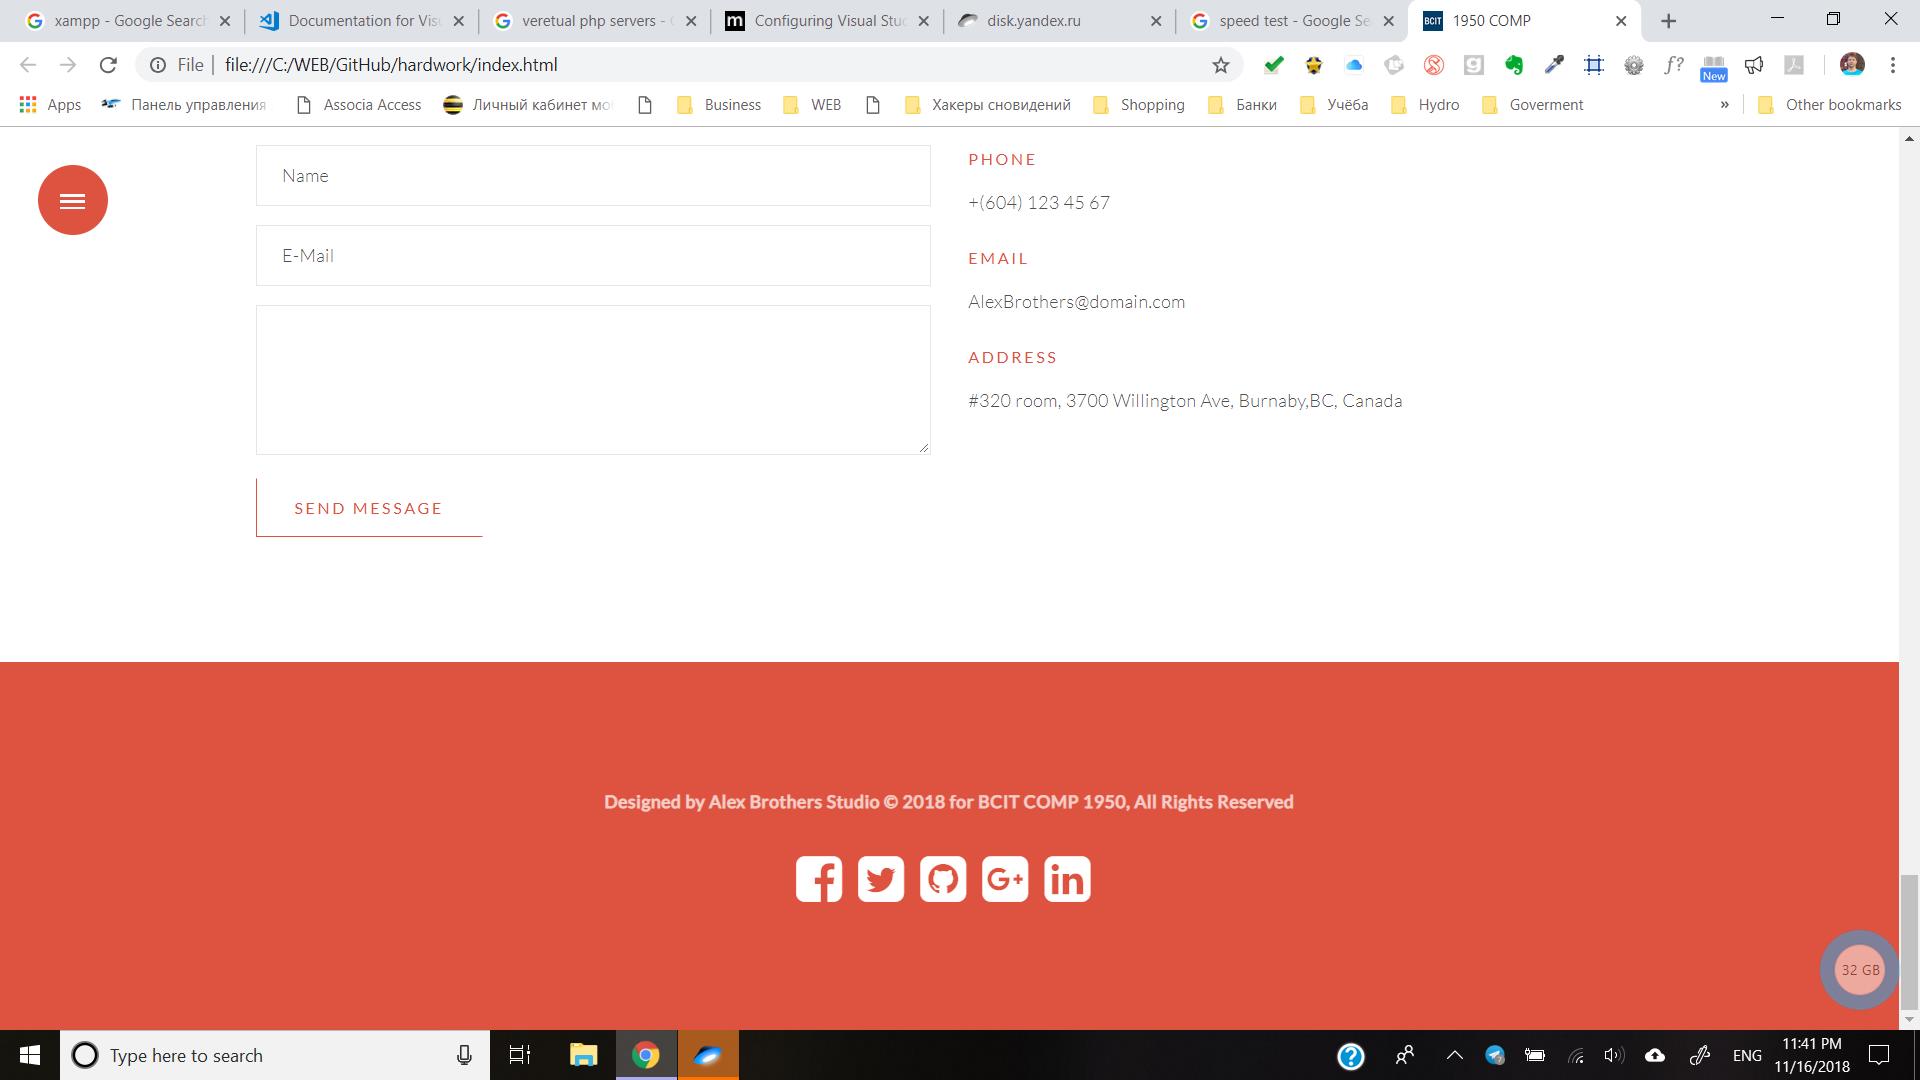 xampp - Google Search
Documentation for Visu
veretual php servers - G
m Configuring Visual Stud
disk.yandex.ru
speed test - Google Se
BCIT 1950 COMP
File | file:///C:/WEB/GitHub/hardwork/index.html
f? New
Apps Панель управления Associa Access Личный кабинет мо Business WEB Хакеры сновидений Shopping Банки Учёба Hydro Goverment » Other bookmarks
Name
E-Mail
SEND MESSAGE
PHONE
+(604) 123 45 67
EMAIL
AlexBrothers@domain.com
ADDRESS
#320 room, 3700 Willington Ave, Burnaby,BC, Canada
Designed by Alex Brothers Studio © 2018 for BCIT COMP 1950, All Rights Reserved
32 GB
Type here to search
ENG
11:41 PM
11/16/2018